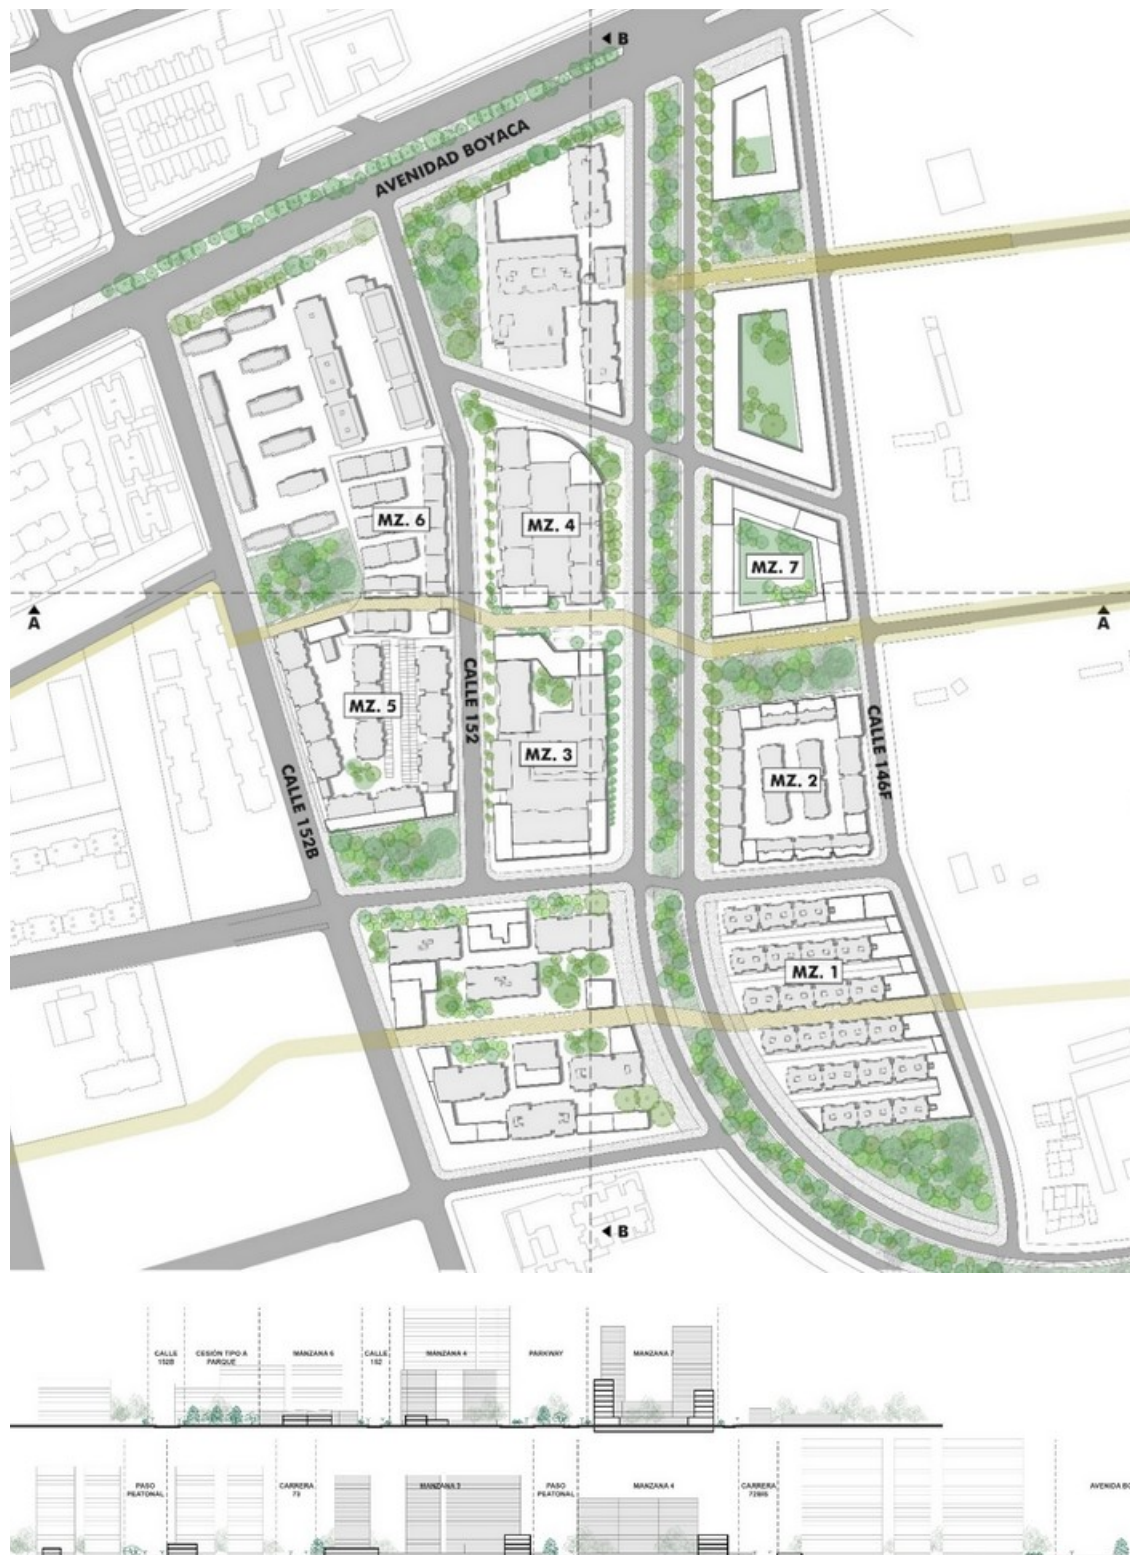 B
AVENIDAD BOYACA
MZ. 6
MZ. 4
MZ. 7
A
A
MZ. 5
CALLE 152
MZ. 3
MZ. 2
CALLE 146F
CALLE 152B
MZ. 1
B
CALLE
152B
CESIÓN TIPO A
PARQUE
MANZANA 6
CALLE
152
MANZANA 4
PARKWAY
MANZANA 7
PASO
PEATONAL
CARRERA
73
MANZANA 3
PASO
PEATONAL
MANZANA 4
CARRERA
72BIS
AVENIDA BO